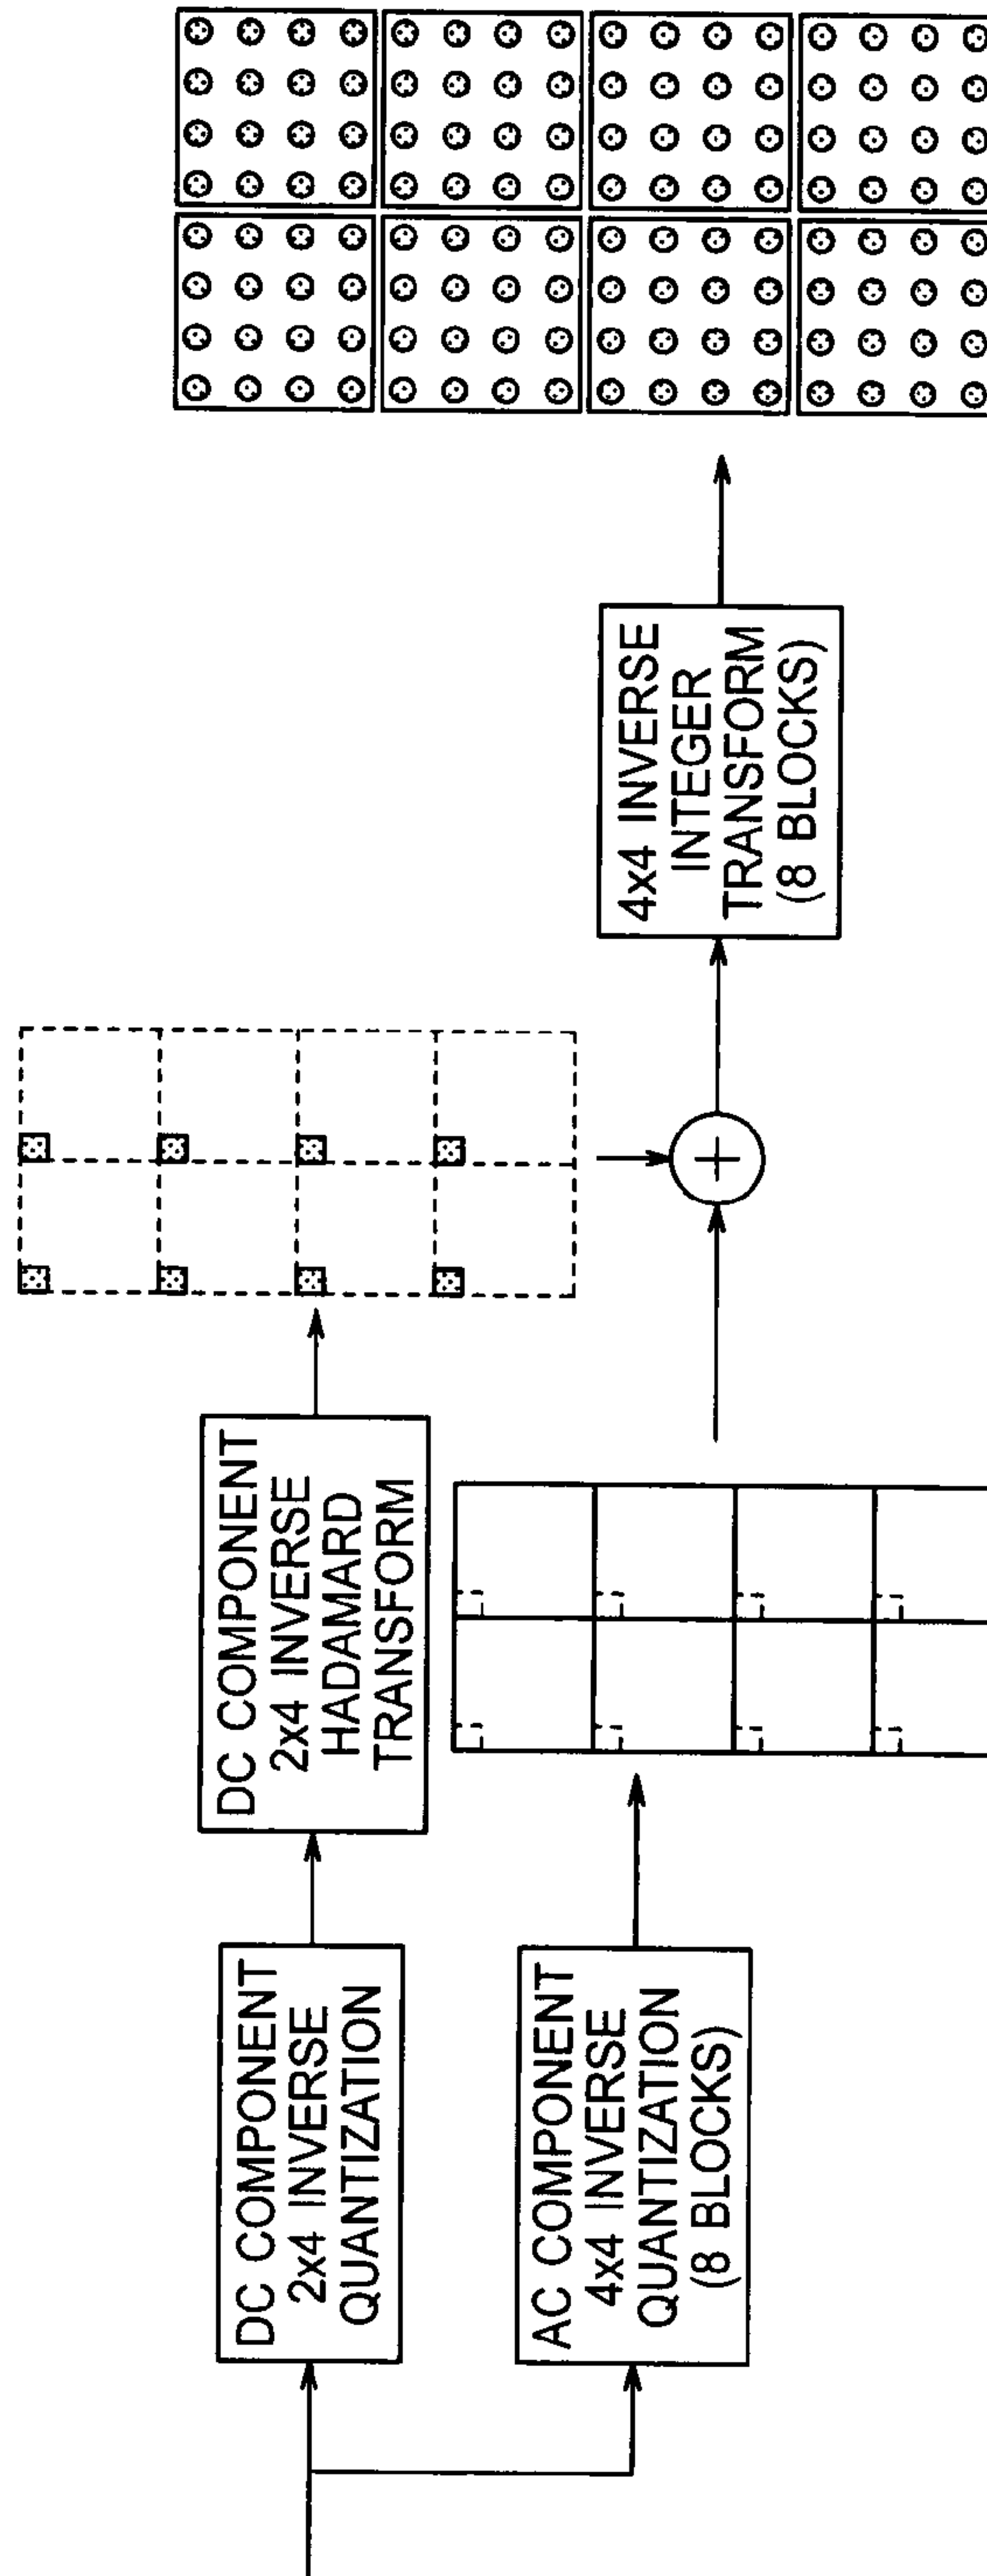 DC COMPONENT
2x4 INVERSE
QUANTIZATION
DC COMPONENT
2x4 INVERSE
HADAMARD
TRANSFORM
AC COMPONENT
4x4 INVERSE
QUANTIZATION
(8 BLOCKS)
4x4 INVERSE
INTEGER
TRANSFORM
(8 BLOCKS)